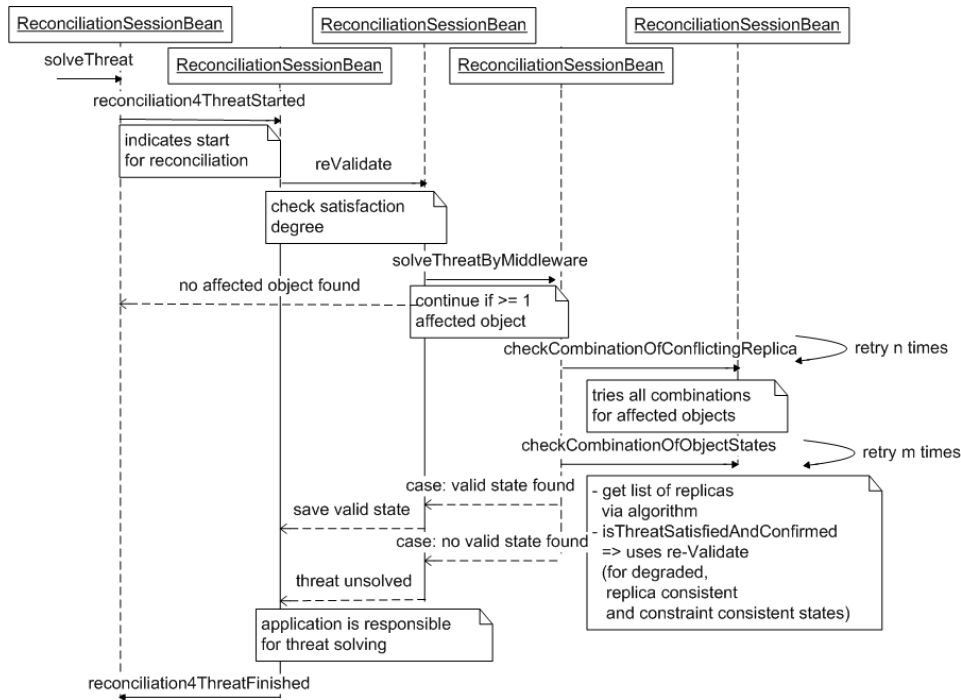 ReconciliationSessionBean
ReconciliationSessionBean
ReconciliationSessionBean
ReconciliationSessionBean
ReconciliationSessionBean
solveThreat
reconciliation4ThreatStarted
indicates start
for reconciliation
reValidate
check satisfaction
degree
solveThreatByMiddleware
no affected object found
continue if >= 1
affected object
checkCombinationOfConflictingReplica
retry n times
tries all combinations
for affected objects
checkCombinationOfObjectStates
retry m times
case: valid state found
save valid state
case: no valid state found
threat unsolved
- get list of replicas
via algorithm
- isThreatSatisfiedAndConfirmed
=> uses re-Validate
(for degraded,
replica consistent
and constraint consistent states)
application is responsible
for threat solving
reconciliation4ThreatFinished